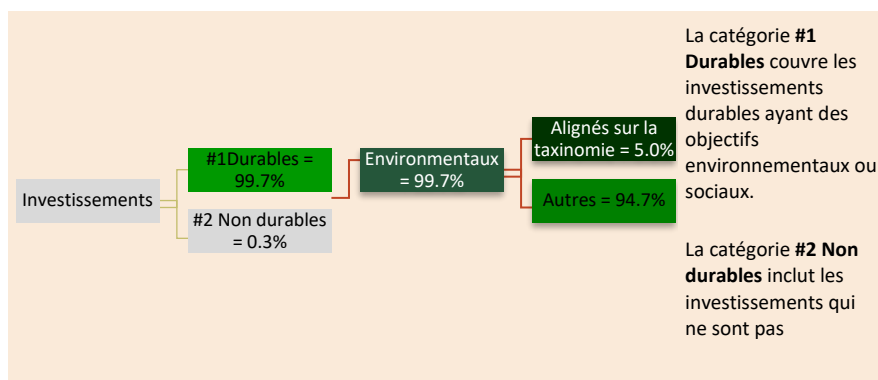 Investissements
#1Durables =
99.7%
#2 Non durables
= 0.3%
Environmentaux
= 99.7%
Alignés sur la
taxinomie = 5.0%
Autres = 94.7%
La catégorie #1
Durables couvre les
investissements
durables ayant des
objectifs
environnementaux ou
sociaux.
La catégorie #2 Non
durables inclut les
investissements qui
ne sont pas